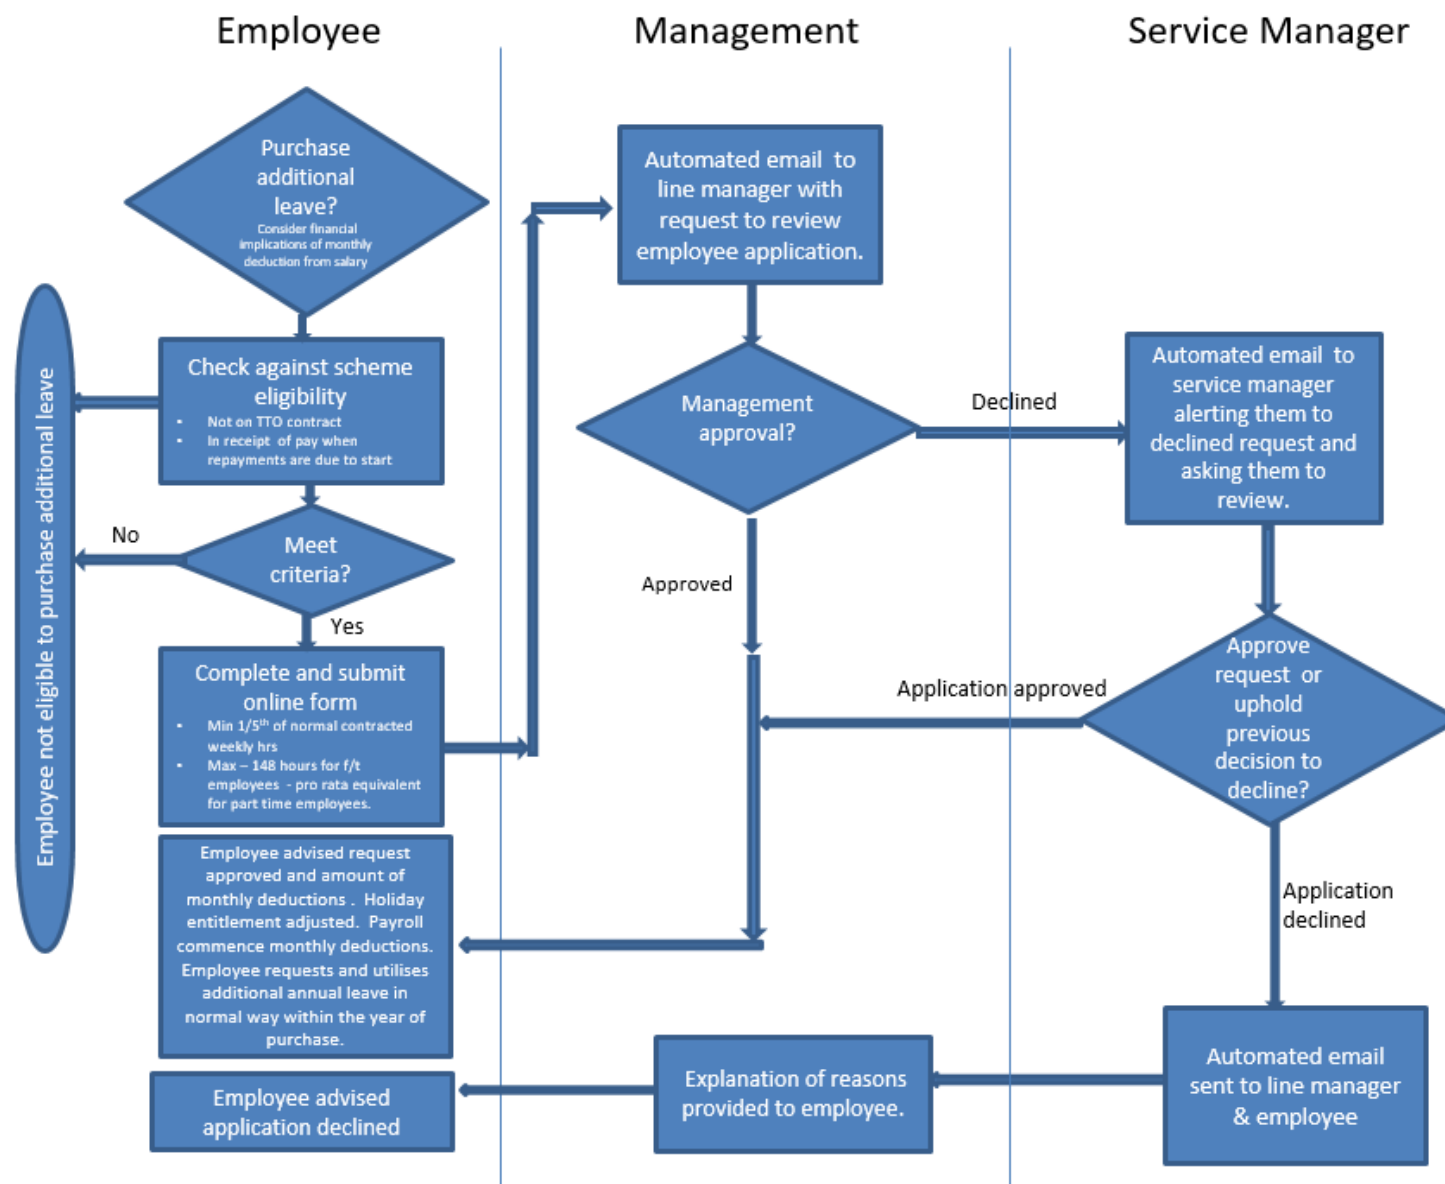 Employee
Management
Service Manager
Purchase
additional
leave?
Consider financial
implications of monthly
deduction from salary
Check against scheme
eligibility
• Not on TTO contract
• In receipt of pay when
repayments are due to start
Meet
criteria?
No
Yes
Employee not eligible to purchase additional leave
Complete and submit
online form
• Min 1/5th of normal contracted
weekly hrs
• Max – 148 hours for f/t
employees - pro rata equivalent
for part time employees.
Employee advised request
approved and amount of
monthly deductions . Holiday
entitlement adjusted. Payroll
commence monthly deductions.
Employee requests and utilises
additional annual leave in
normal way within the year of
purchase.
Employee advised
application declined
Automated email to
line manager with
request to review
employee application.
Management
approval?
Declined
Approved
Explanation of reasons
provided to employee.
Automated email to
service manager
alerting them to
declined request and
asking them to
review.
Approve
request or
uphold
previous
decision to
decline?
Application approved
Application
declined
Automated email
sent to line manager
& employee